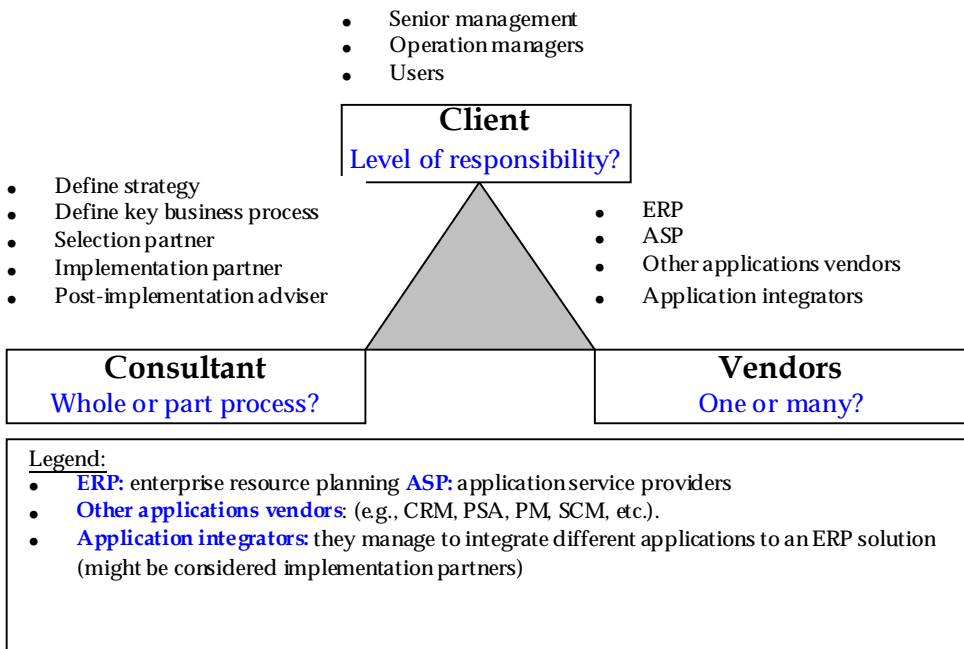 • Senior management
• Operation managers
• Users
Client
Level of responsibility?
• Define strategy
• Define key business process
• Selection partner
• Implementation partner
• Post-implementation adviser
• ERP
• ASP
• Other applications vendors
• Application integrators
Consultant
Whole or part process?
Vendors
One or many?
Legend:
• ERP: enterprise resource planning ASP: application service providers
• Other applications vendors: (e.g., CRM, PSA, PM, SCM, etc.).
• Application integrators: they manage to integrate different applications to an ERP solution
(might be considered implementation partners)